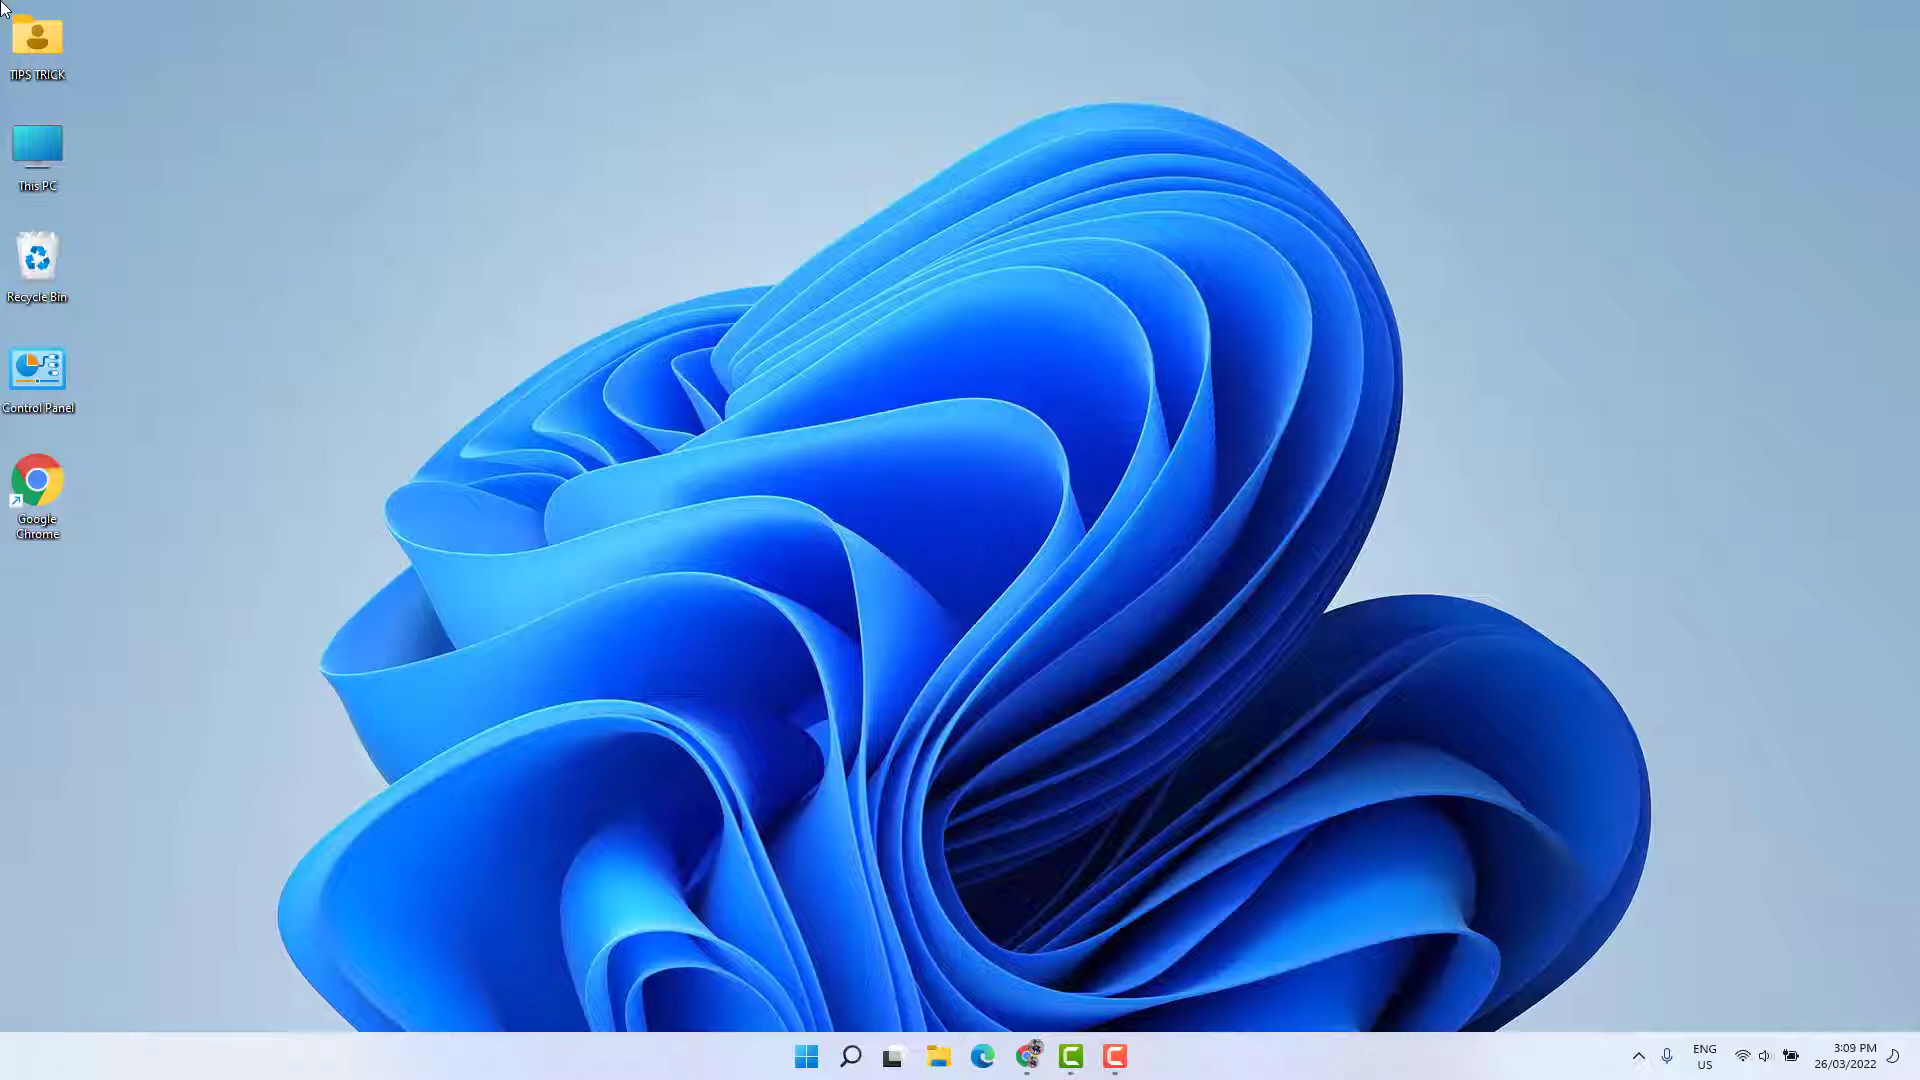 TIPS TRICK
This PC
Recycle Bin
Control Panel
Google
Chrome
ENG
US
3:09 PM
26/03/2022